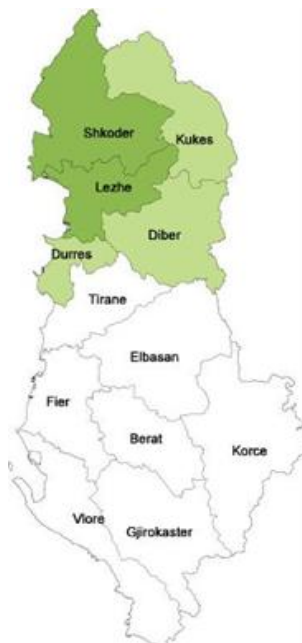 Shkoder
Kukes
Lezhe
Diber
Durres
Tirane
Elbasan
Fier
Berat
Korce
Vlore
Gjirokaster